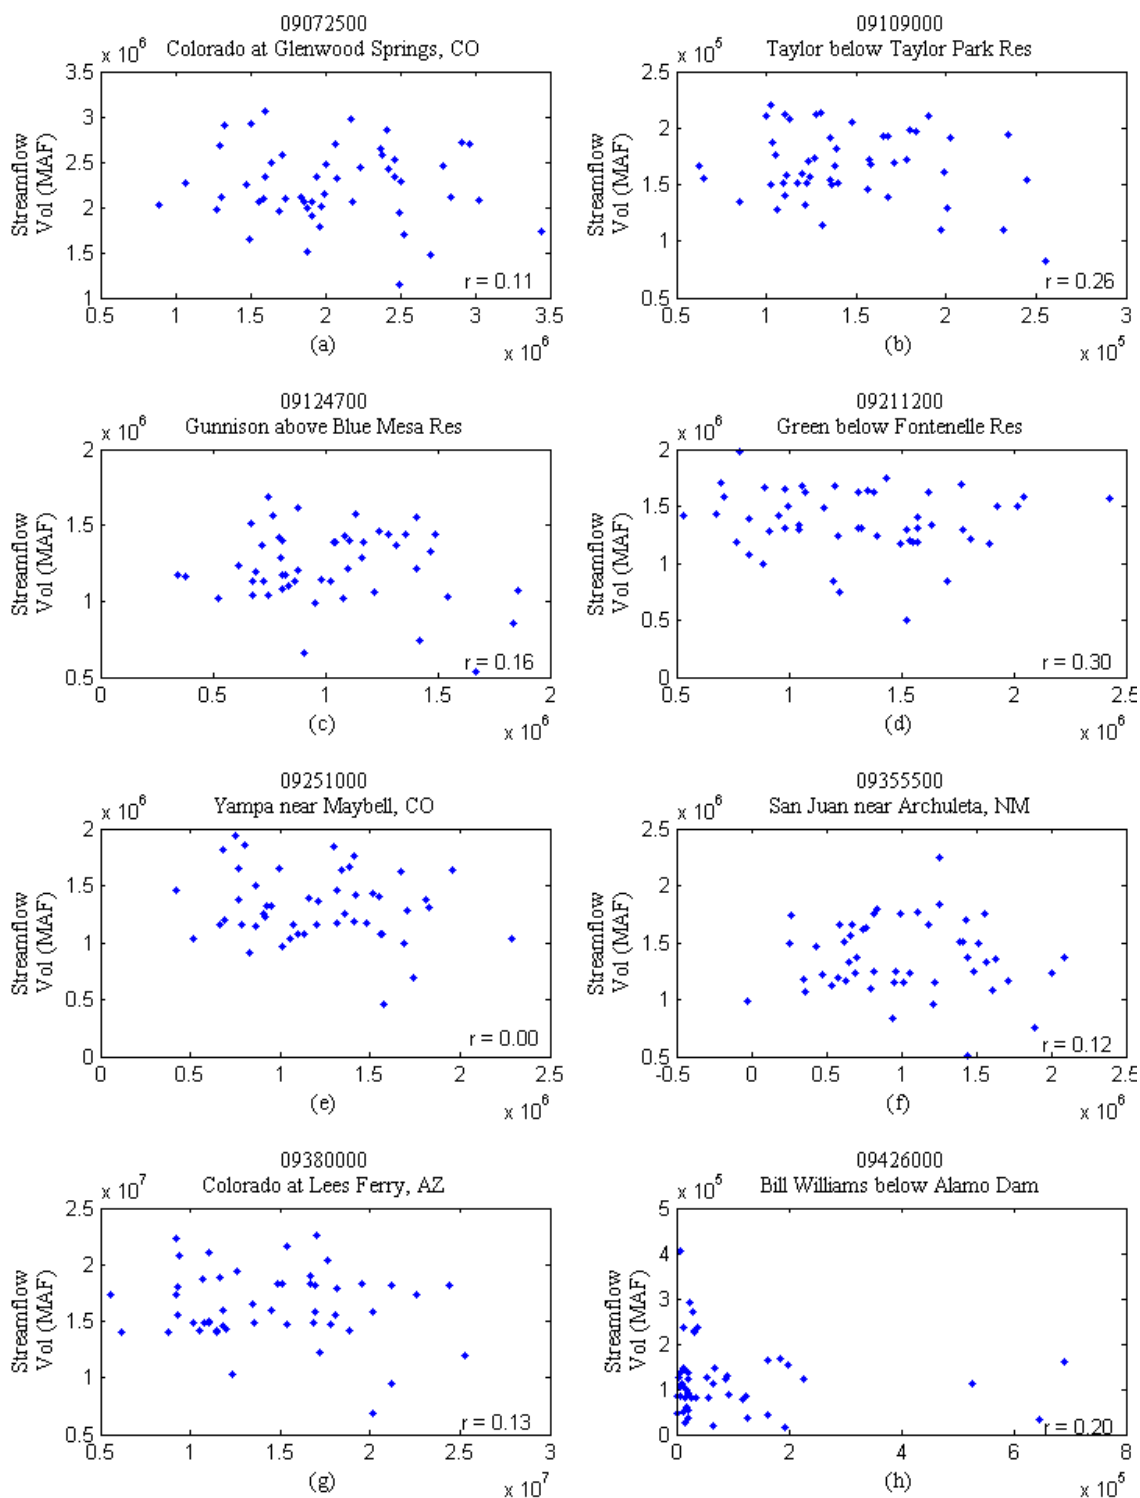 09072500
Colorado at Glenwood Springs, CO
x 10^6
3.5
3
2.5
2
1.5
1
Streamflow
Vol (MAF)
r = 0.11
0.5 1 1.5 2 2.5 3 3.5
(a)
x 10^6
09109000
Taylor below Taylor Park Res
x 10^5
2.5
2
1.5
1
0.5
Streamflow
Vol (MAF)
r = 0.26
0.5 1 1.5 2 2.5 3
(b)
x 10^5
09124700
Gunnison above Blue Mesa Res
x 10^6
2
1.5
1
0.5
Streamflow
Vol (MAF)
r = 0.16
0 0.5 1 1.5 2
(c)
x 10^6
09211200
Green below Fontenelle Res
x 10^6
2
1.5
1
0.5
0
Streamflow
Vol (MAF)
r = 0.30
0.5 1 1.5 2 2.5
(d)
x 10^6
09251000
Yampa near Maybell, CO
x 10^6
2
1.5
1
0.5
0
Streamflow
Vol (MAF)
r = 0.00
0 0.5 1 1.5 2 2.5
(e)
x 10^6
09355500
San Juan near Archuleta, NM
x 10^6
2.5
2
1.5
1
0.5
Streamflow
Vol (MAF)
r = 0.12
-0.5 0 0.5 1 1.5 2 2.5
(f)
x 10^6
09380000
Colorado at Lees Ferry, AZ
x 10^7
2.5
2
1.5
1
0.5
Streamflow
Vol (MAF)
r = 0.13
0.5 1 1.5 2 2.5 3
(g)
x 10^7
09426000
Bill Williams below Alamo Dam
x 10^5
5
4
3
2
1
0
Streamflow
Vol (MAF)
r = 0.20
0 2 4 6 8
(h)
x 10^5